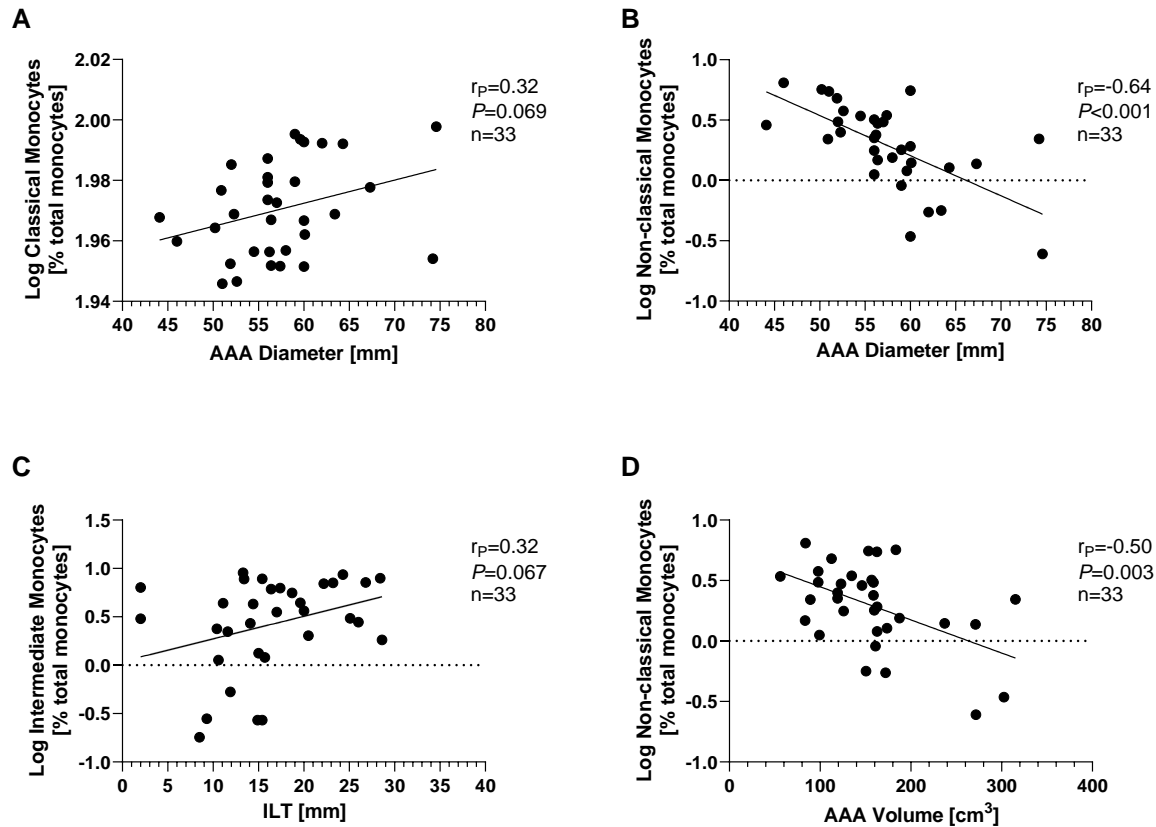 A
Log Classical Monocytes
[% total monocytes]
2.02
2.00
1.98
1.96
1.94
40 45 50 55 60 65 70 75 80
AAA Diameter [mm]
rP=0.32
P=0.069
n=33
B
Log Non-classical Monocytes
[% total monocytes]
1.0
0.5
0.0
-0.5
-1.0
40 45 50 55 60 65 70 75 80
AAA Diameter [mm]
rP=-0.64
P<0.001
n=33
C
Log Intermediate Monocytes
[% total monocytes]
1.5
1.0
0.5
0.0
-0.5
-1.0
0 5 10 15 20 25 30 35 40
ILT [mm]
rP=0.32
P=0.067
n=33
D
Log Non-classical Monocytes
[% total monocytes]
1.0
0.5
0.0
-0.5
-1.0
0 100 200 300 400
AAA Volume [cm³]
rP=-0.50
P=0.003
n=33